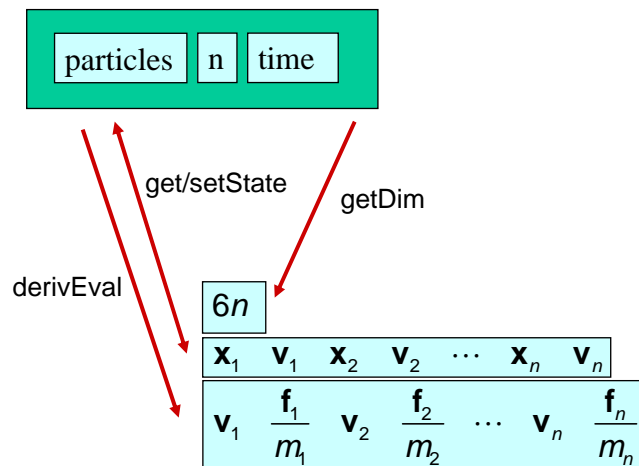 particles n time
get/setState
getDim
derivEval
6n
x₁ v₁ x₂ v₂ ⋯ xₙ vₙ
v₁ f₁/m₁ v₂ f₂/m₂ ⋯ vₙ fₙ/mₙ